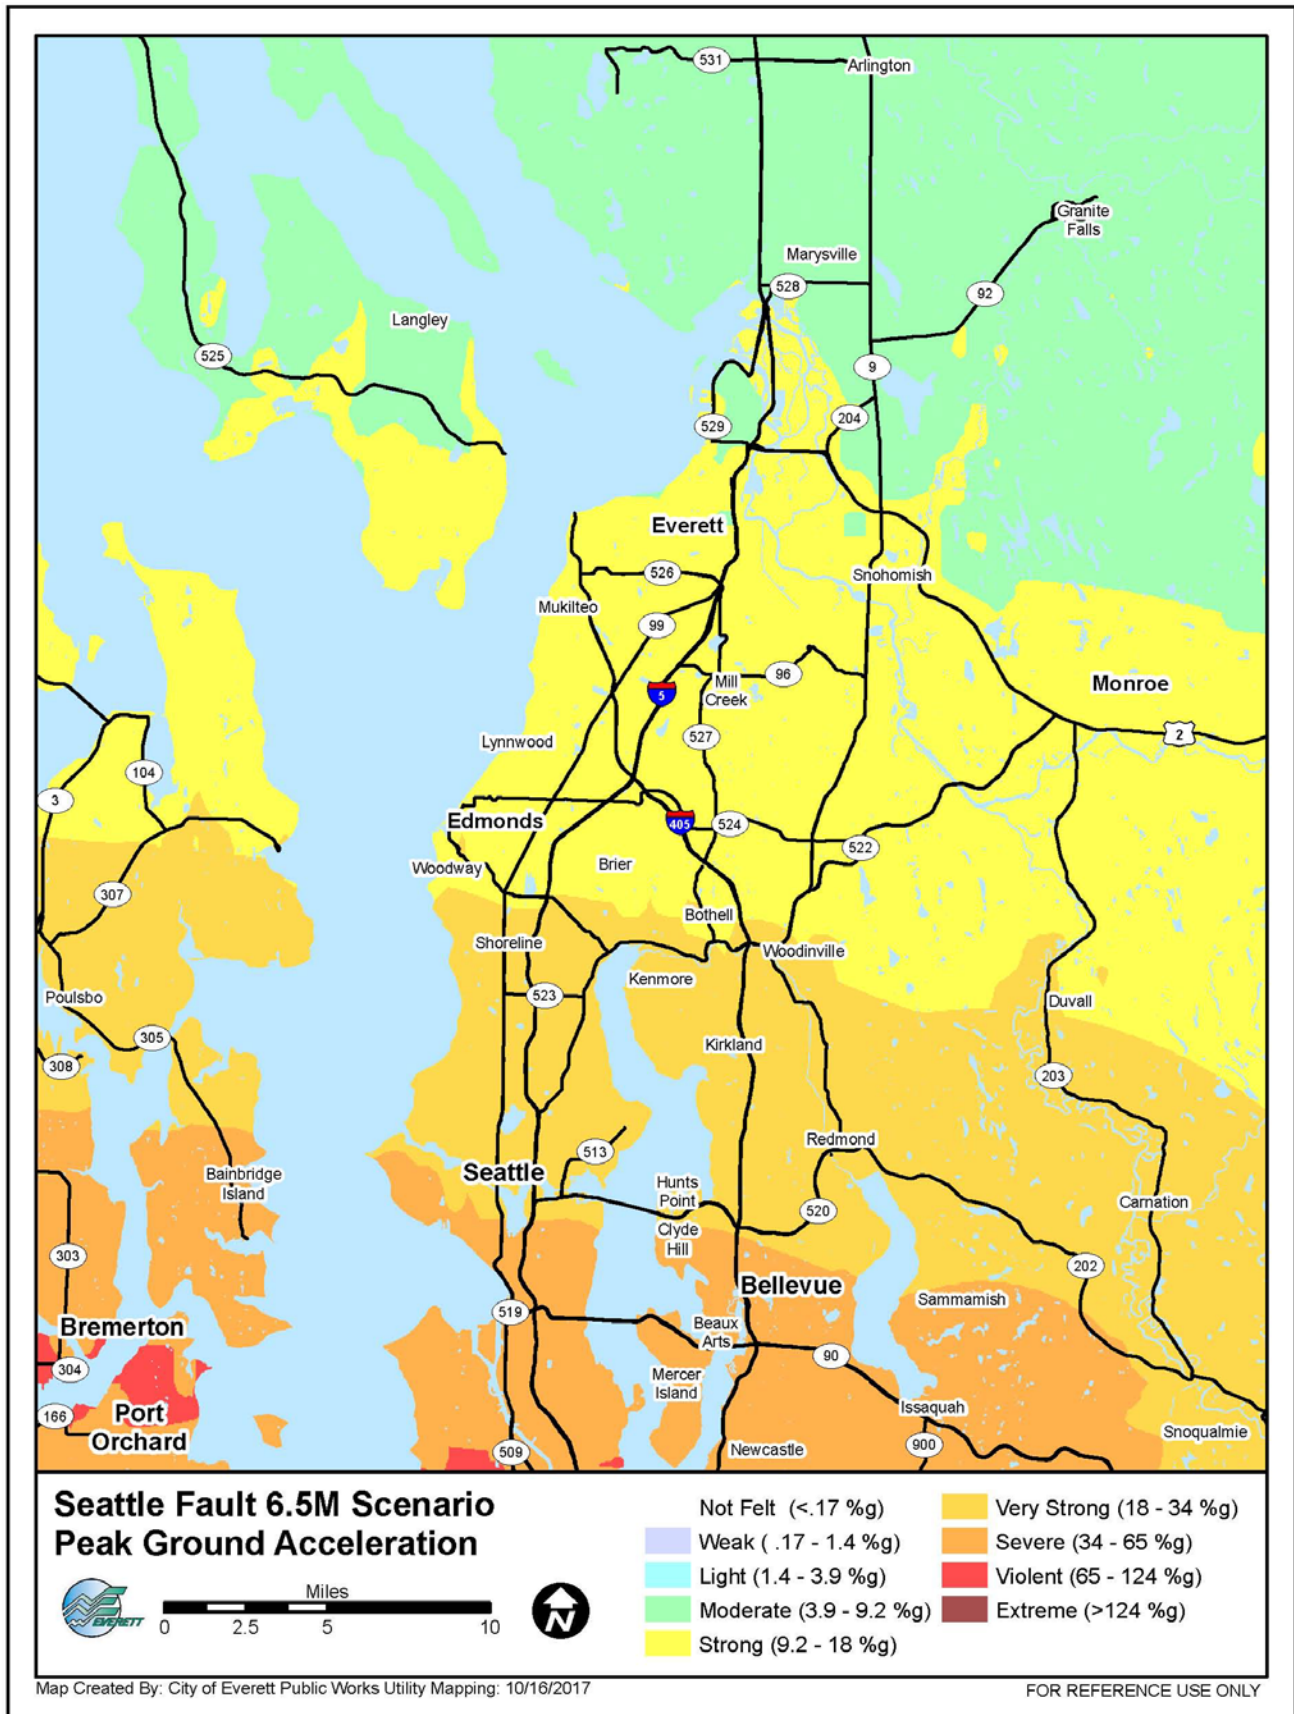 531
Arlington
Granite
Falls
Marysville
528
92
Langley
525
9
204
529
Everett
526
Snohomish
Mukilteo
99
96
Mill
Creek
5
Monroe
527
2
Lynnwood
104
3
Edmonds
405
524
522
Woodway
Brier
307
Bothell
Shoreline
Woodinville
Kenmore
Poulsbo
523
Duvall
305
Kirkland
308
203
Redmond
513
Seattle
Bainbridge
Island
Hunts
Point
Carnation
520
Clyde
Hill
303
202
Bellevue
Sammamish
519
Bremerton
Beaux
Arts
90
304
Mercer
Island
Issaquah
166
Port
Orchard
Snoqualmie
509
Newcastle
900
Seattle Fault 6.5M Scenario
Peak Ground Acceleration
EVERETT
Miles
0 2.5 5 10
N
Not Felt (<.17 %g)
Weak ( .17 - 1.4 %g)
Light (1.4 - 3.9 %g)
Moderate (3.9 - 9.2 %g)
Strong (9.2 - 18 %g)
Very Strong (18 - 34 %g)
Severe (34 - 65 %g)
Violent (65 - 124 %g)
Extreme (>124 %g)
Map Created By: City of Everett Public Works Utility Mapping: 10/16/2017
FOR REFERENCE USE ONLY